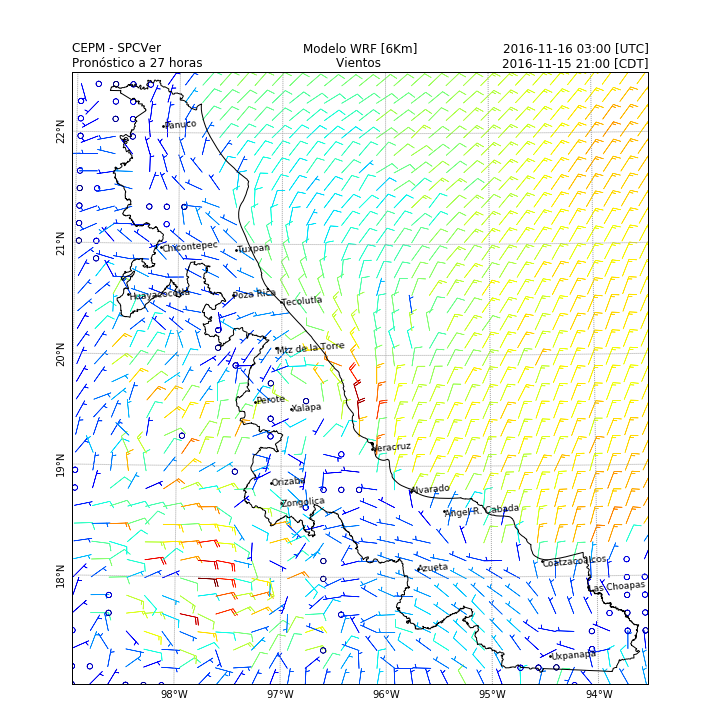 CEPM - SPCVer Modelo WRF [6Km] 2016-11-16 03:00 [UTC]
Pronóstico a 27 horas Vientos 2016-11-15 21:00 [CDT]
22°N
Panuco
21°N
Chicontepec Tuxpan
Huayacocotla Poza Rica Tecolutla
20°N
Mtz de la Torre
Perote Xalapa
19°N
Veracruz
Orizaba Alvarado
Zongolica Angel R. Cabada
18°N
Azueta Coatzacoalcos
Las Choapas
Uxpanapa
98°W 97°W 96°W 95°W 94°W